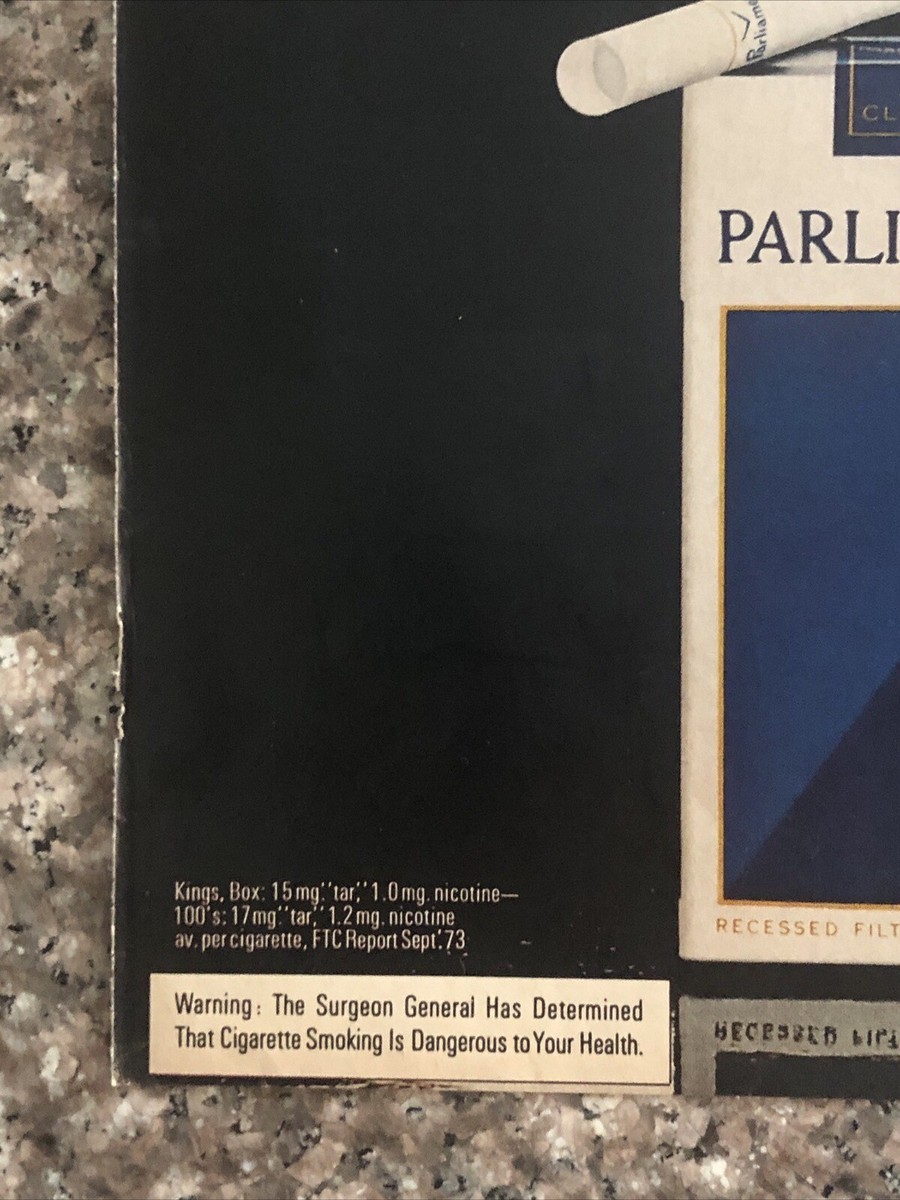 Parliame
CL
PARLI
RECESSED FILT
Kings, Box: 15 mg."tar," 1.0 mg. nicotine—
100's: 17 mg."tar," 1.2 mg. nicotine
av. per cigarette, FTC Report Sept.'73
Warning: The Surgeon General Has Determined
That Cigarette Smoking Is Dangerous to Your Health.